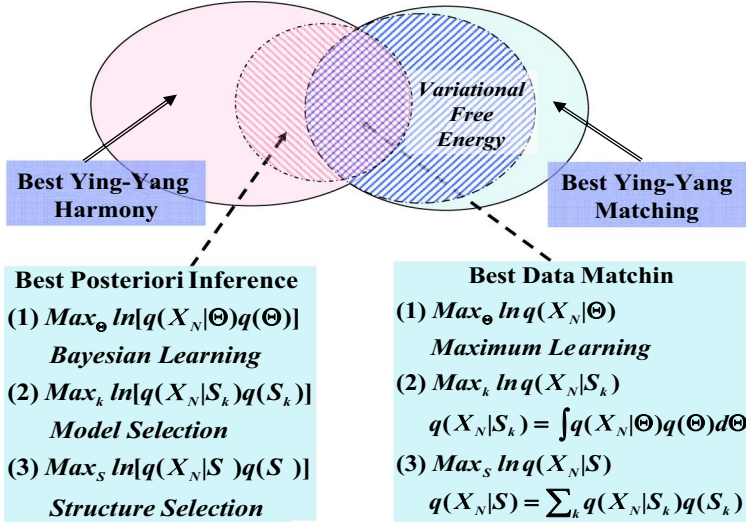 Variational
Free
Energy
Best Ying-Yang
Harmony
Best Ying-Yang
Matching
Best Posteriori Inference
(1) Max_Θ ln[q(X_N|Θ)q(Θ)]
Bayesian Learning
(2) Max_k ln[q(X_N|S_k)q(S_k)]
Model Selection
(3) Max_S ln[q(X_N|S )q(S )]
Structure Selection
Best Data Matchin
(1) Max_Θ ln q(X_N|Θ)
Maximum Learning
(2) Max_k ln q(X_N|S_k)
q(X_N|S_k) = ∫q(X_N|Θ)q(Θ)dΘ
(3) Max_S ln q(X_N|S)
q(X_N|S) = ∑_k q(X_N|S_k)q(S_k)